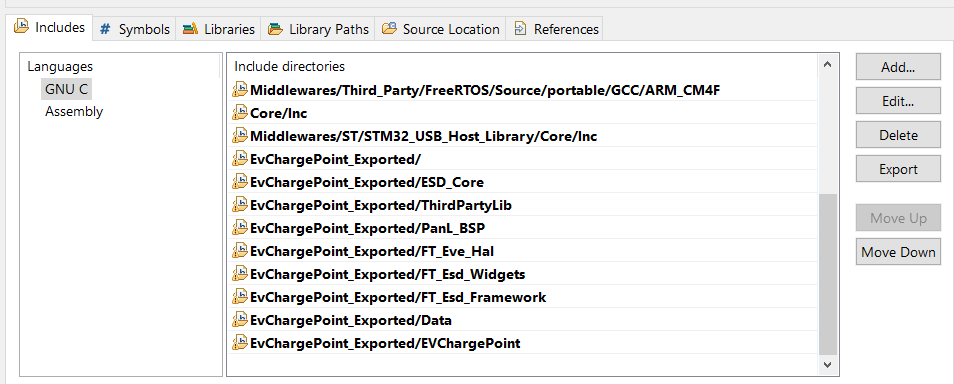 Includes # Symbols Libraries Library Paths Source Location References
Languages
GNU C
Assembly
Include directories
Middlewares/Third_Party/FreeRTOS/Source/portable/GCC/ARM_CM4F
Core/Inc
Middlewares/ST/STM32_USB_Host_Library/Core/Inc
EvChargePoint_Exported/
EvChargePoint_Exported/ESD_Core
EvChargePoint_Exported/ThirdPartyLib
EvChargePoint_Exported/PanL_BSP
EvChargePoint_Exported/FT_Eve_Hal
EvChargePoint_Exported/FT_Esd_Widgets
EvChargePoint_Exported/FT_Esd_Framework
EvChargePoint_Exported/Data
EvChargePoint_Exported/EVChargePoint
Add...
Edit...
Delete
Export
Move Up
Move Down